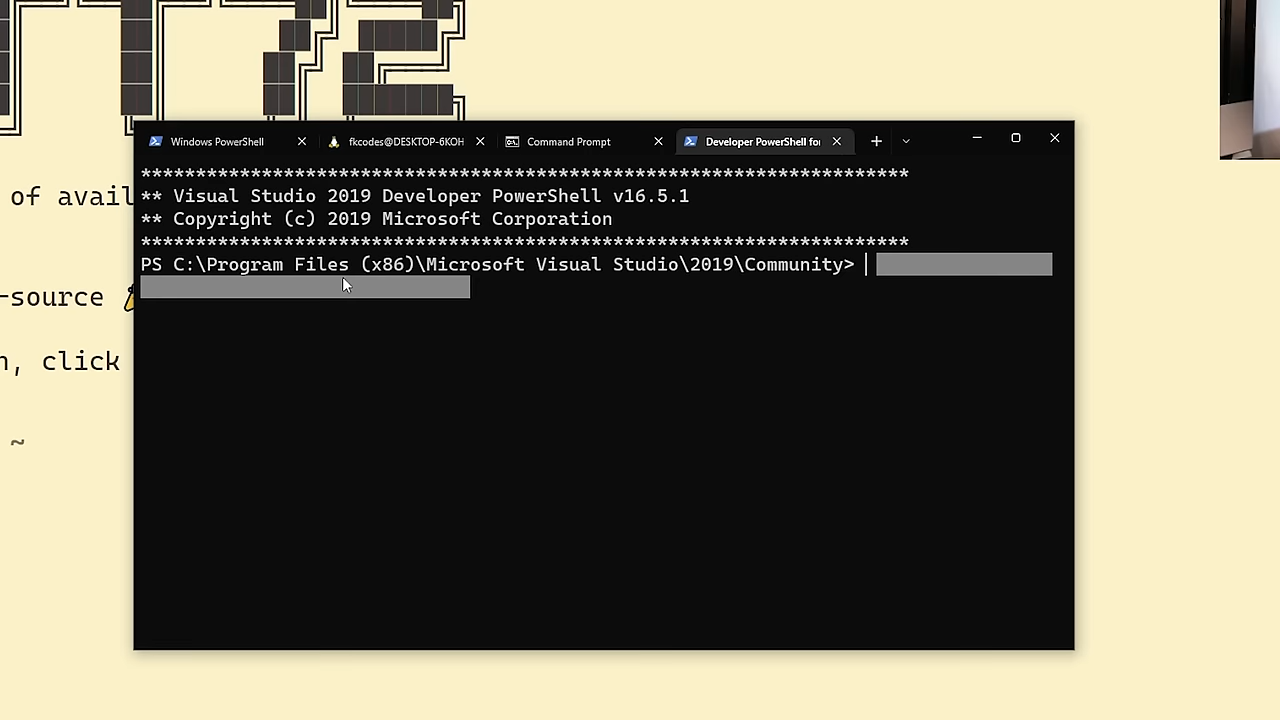 Windows PowerShell
fkcodes@DESKTOP-6KOH
Command Prompt
Developer PowerShell for
**********************************************************************
** Visual Studio 2019 Developer PowerShell v16.5.1
** Copyright (c) 2019 Microsoft Corporation
**********************************************************************
PS C:\Program Files (x86)\Microsoft Visual Studio\2019\Community>
of avail
-source
, click
~